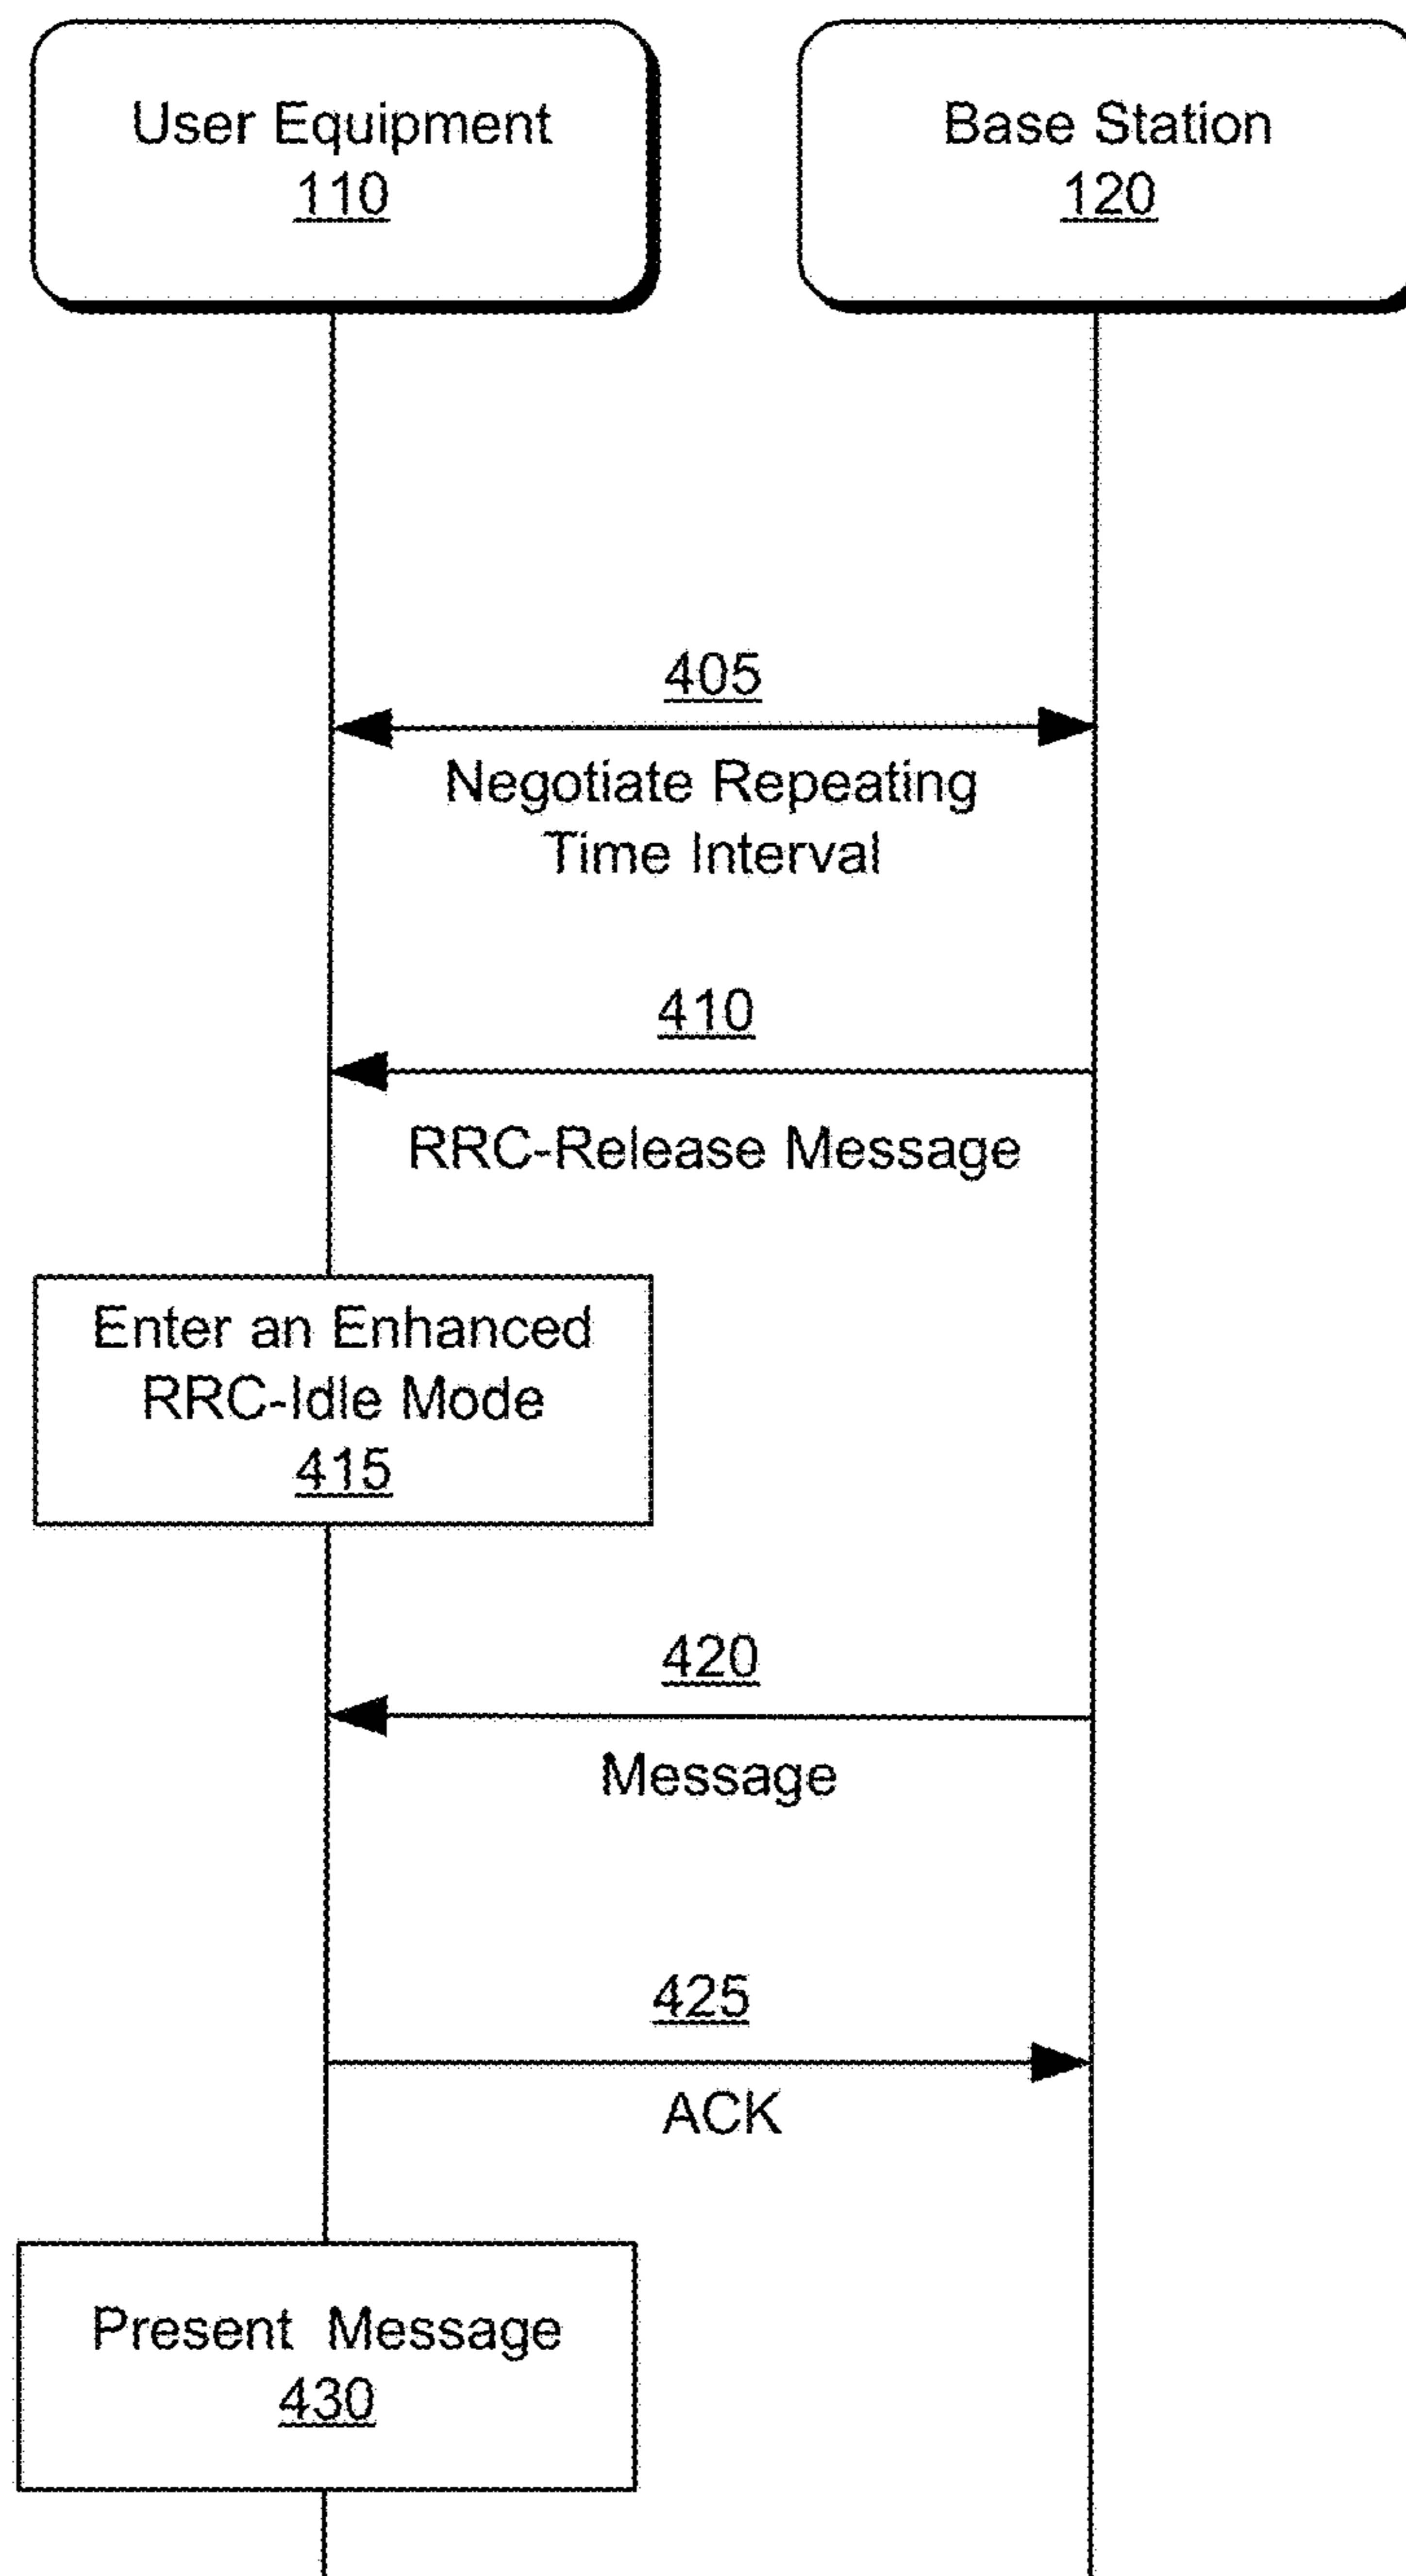 User Equipment
110
Base Station
120
405
Negotiate Repeating
Time Interval
410
RRC-Release Message
Enter an Enhanced
RRC-Idle Mode
415
420
Message
425
ACK
Present Message
430